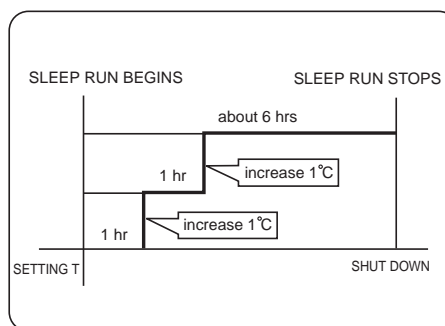 SLEEP RUN BEGINS
SLEEP RUN STOPS
about 6 hrs
1 hr
increase 1°C
1 hr
increase 1°C
SETTING T
SHUT DOWN